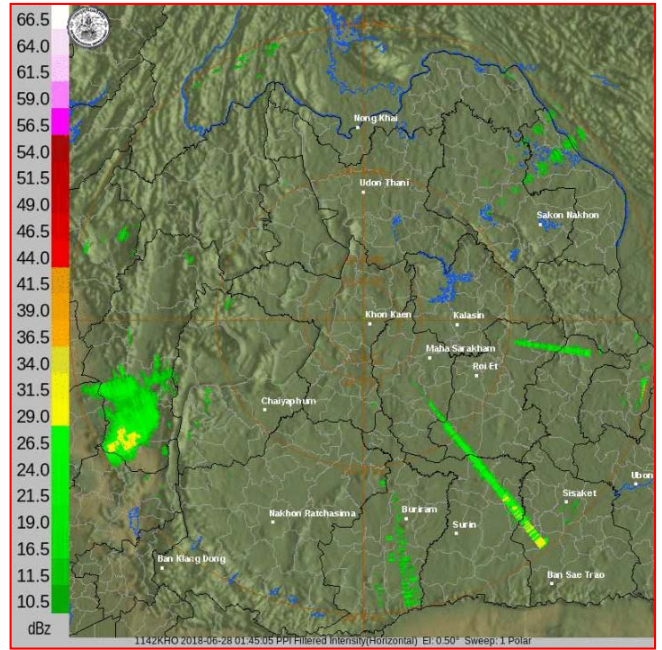 66.5
64.0
61.5
59.0
56.5
54.0
51.5
49.0
46.5
44.0
41.5
39.0
36.5
34.0
31.5
29.0
26.5
24.0
21.5
19.0
16.5
11.5
10.5
dBz
Nong Khai
Udon Thani
Sakon Nakhon
Khon Kaen
Kalasin
Maha Sarakham
Roi Et
Chaiyaphum
Ubon
Sisaket
Nakhon Ratchasima
Buriram
Surin
Ban Klang Dong
Ban Sae Trao
1142KHO 2018-06-28 01:45:05 PPI Filtered Intensity(Horizontal) El: 0.50° Sweep: 1 Polar